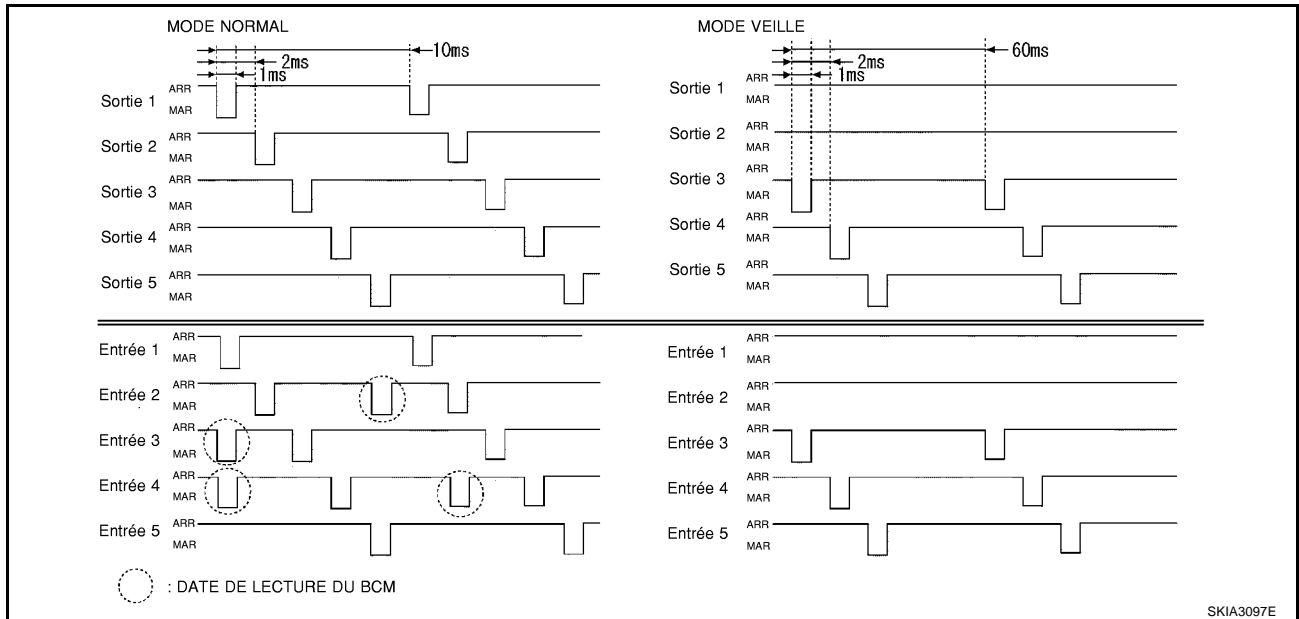 MODE NORMAL
10ms
2ms
1ms
Sortie 1 ARR MAR
Sortie 2 ARR MAR
Sortie 3 ARR MAR
Sortie 4 ARR MAR
Sortie 5 ARR MAR
MODE VEILLE
60ms
2ms
1ms
Sortie 1 ARR MAR
Sortie 2 ARR MAR
Sortie 3 ARR MAR
Sortie 4 ARR MAR
Sortie 5 ARR MAR
Entrée 1 ARR MAR
Entrée 2 ARR MAR
Entrée 3 ARR MAR
Entrée 4 ARR MAR
Entrée 5 ARR MAR
Entrée 1 ARR MAR
Entrée 2 ARR MAR
Entrée 3 ARR MAR
Entrée 4 ARR MAR
Entrée 5 ARR MAR
: DATE DE LECTURE DU BCM
SKIA3097E